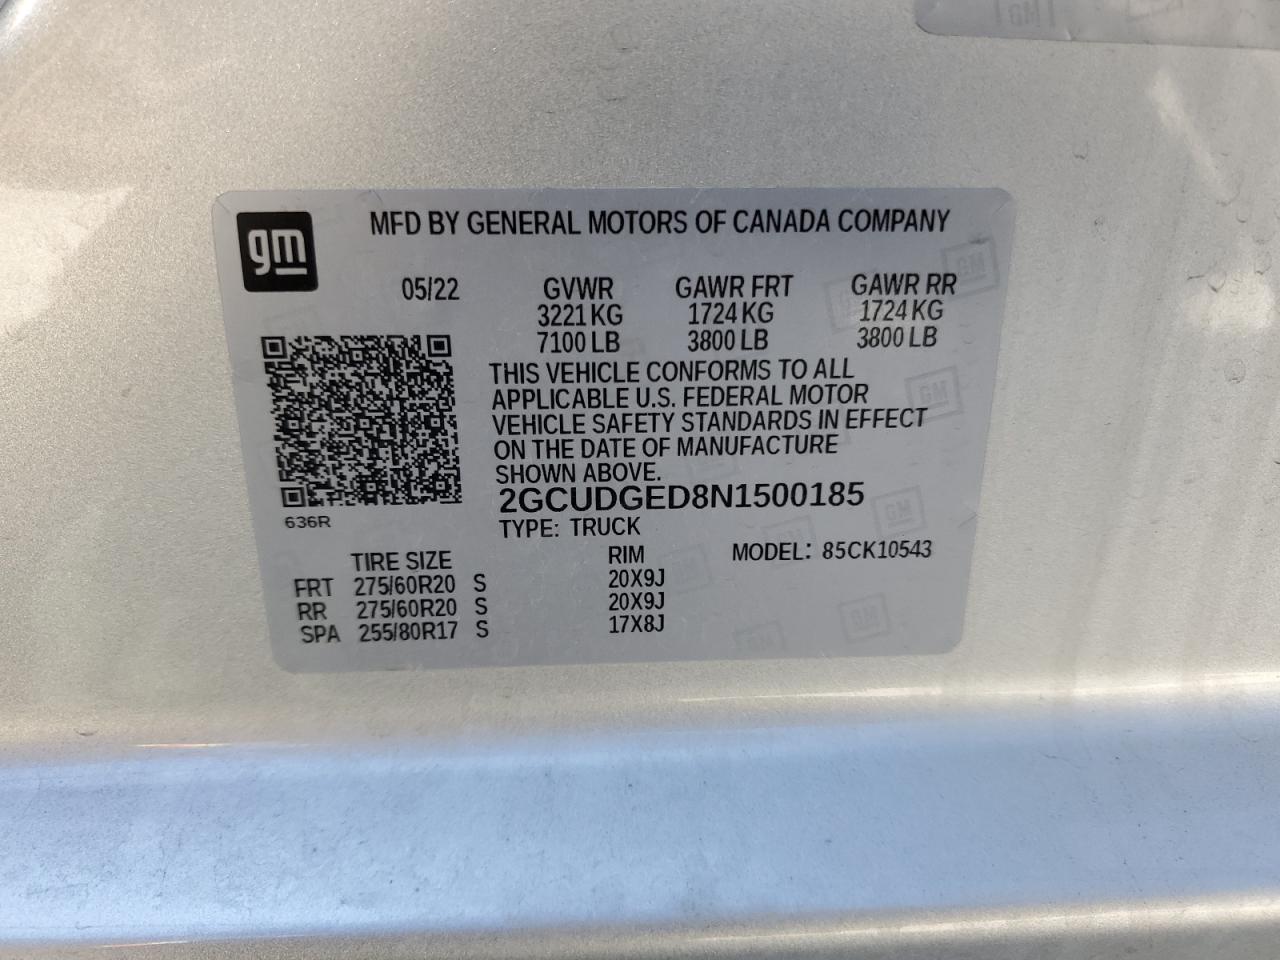 gm
MFD BY GENERAL MOTORS OF CANADA COMPANY
05/22 GVWR GAWR FRT GAWR RR
3221 KG 1724 KG 1724 KG
7100 LB 3800 LB 3800 LB
THIS VEHICLE CONFORMS TO ALL
APPLICABLE U.S. FEDERAL MOTOR
VEHICLE SAFETY STANDARDS IN EFFECT
ON THE DATE OF MANUFACTURE
SHOWN ABOVE.
2GCUDGED8N1500185
636R
TYPE: TRUCK
TIRE SIZE RIM MODEL: 85CK10543
FRT 275/60R20 S 20X9J
RR 275/60R20 S 20X9J
SPA 255/80R17 S 17X8J